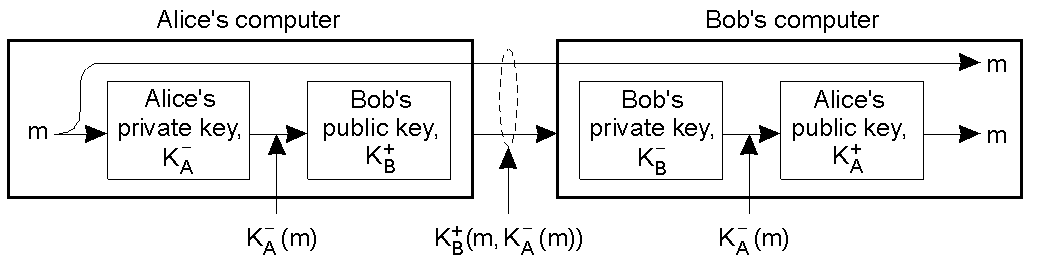 Alice's computer
Bob's computer
m
Alice's
private key,
K_A^-
Bob's
public key,
K_B^+
Bob's
private key,
K_B^-
Alice's
public key,
K_A^+
m
m
K_A^-(m)
K_B^+(m, K_A^-(m))
K_A^-(m)